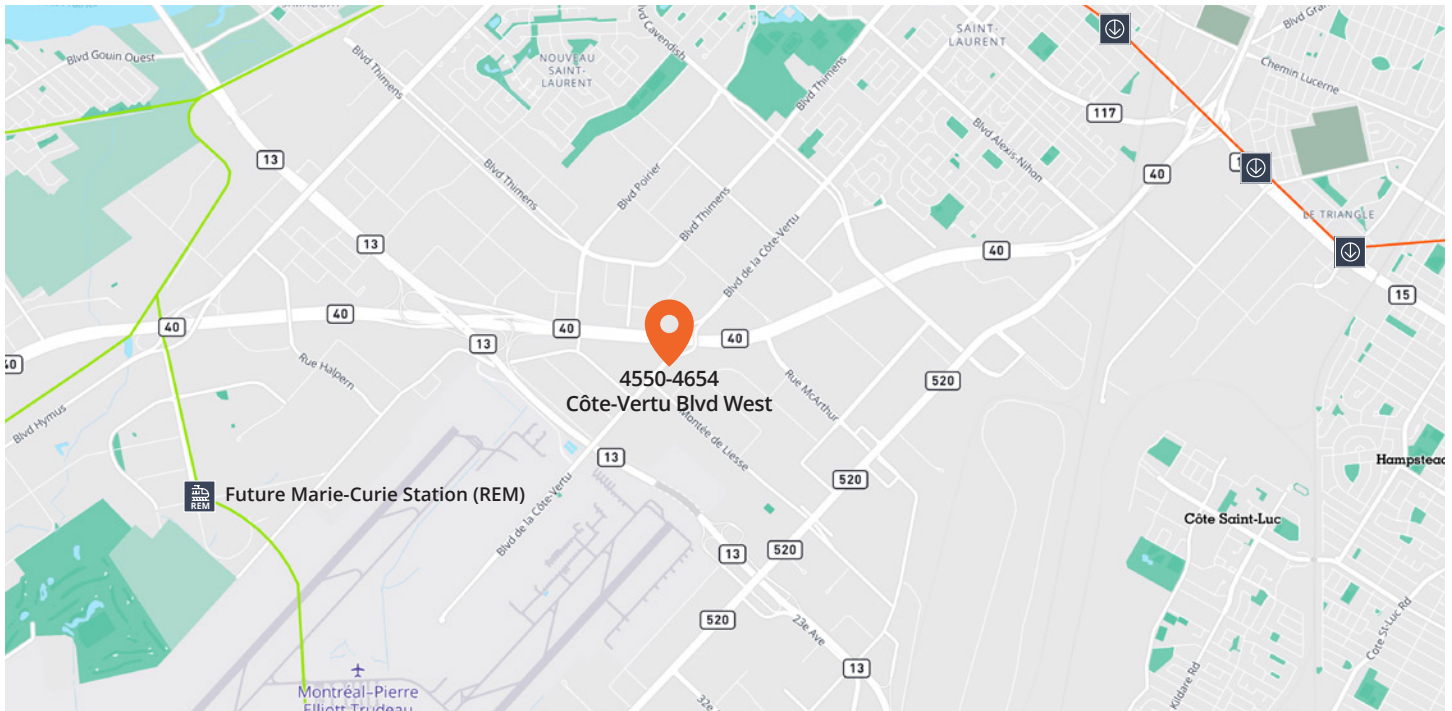 Blvd Gouin Ouest
Blvd Thimens
NOUVEAU
SAINT-
LAURENT
Blvd Cavendish
Blvd Thimens
SAINT-
LAURENT
Chemin Lucerne
117
Blvd Alexis-Nihon
13
40
Blvd Thimens
Blvd Poirier
Blvd Thimens
LE TRIANGLE
13
Blvd de la Côte-Vertu
40
15
40
40
40
40
13
40
Rue Halpern
4550-4654
Côte-Vertu Blvd West
Rue McArthur
520
Blvd Hymus
Montée de Liesse
13
Hampstead
520
REM
Future Marie-Curie Station (REM)
Blvd de la Côte-Vertu
Côte Saint-Luc
13
520
520
23e Ave
Cote St-Luc Rd
13
Kildare Rd
Montréal–Pierre
Elliott Trudeau
32e